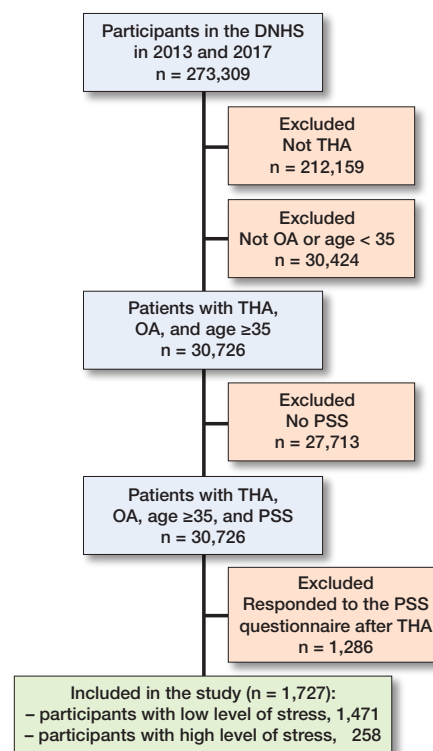 Participants in the DNHS
in 2013 and 2017
n = 273,309
Excluded
Not THA
n = 212,159
Excluded
Not OA or age < 35
n = 30,424
Patients with THA,
OA, and age ≥35
n = 30,726
Excluded
No PSS
n = 27,713
Patients with THA,
OA, age ≥35, and PSS
n = 30,726
Excluded
Responded to the PSS
questionnaire after THA
n = 1,286
Included in the study (n = 1,727):
– participants with low level of stress, 1,471
– participants with high level of stress, 258